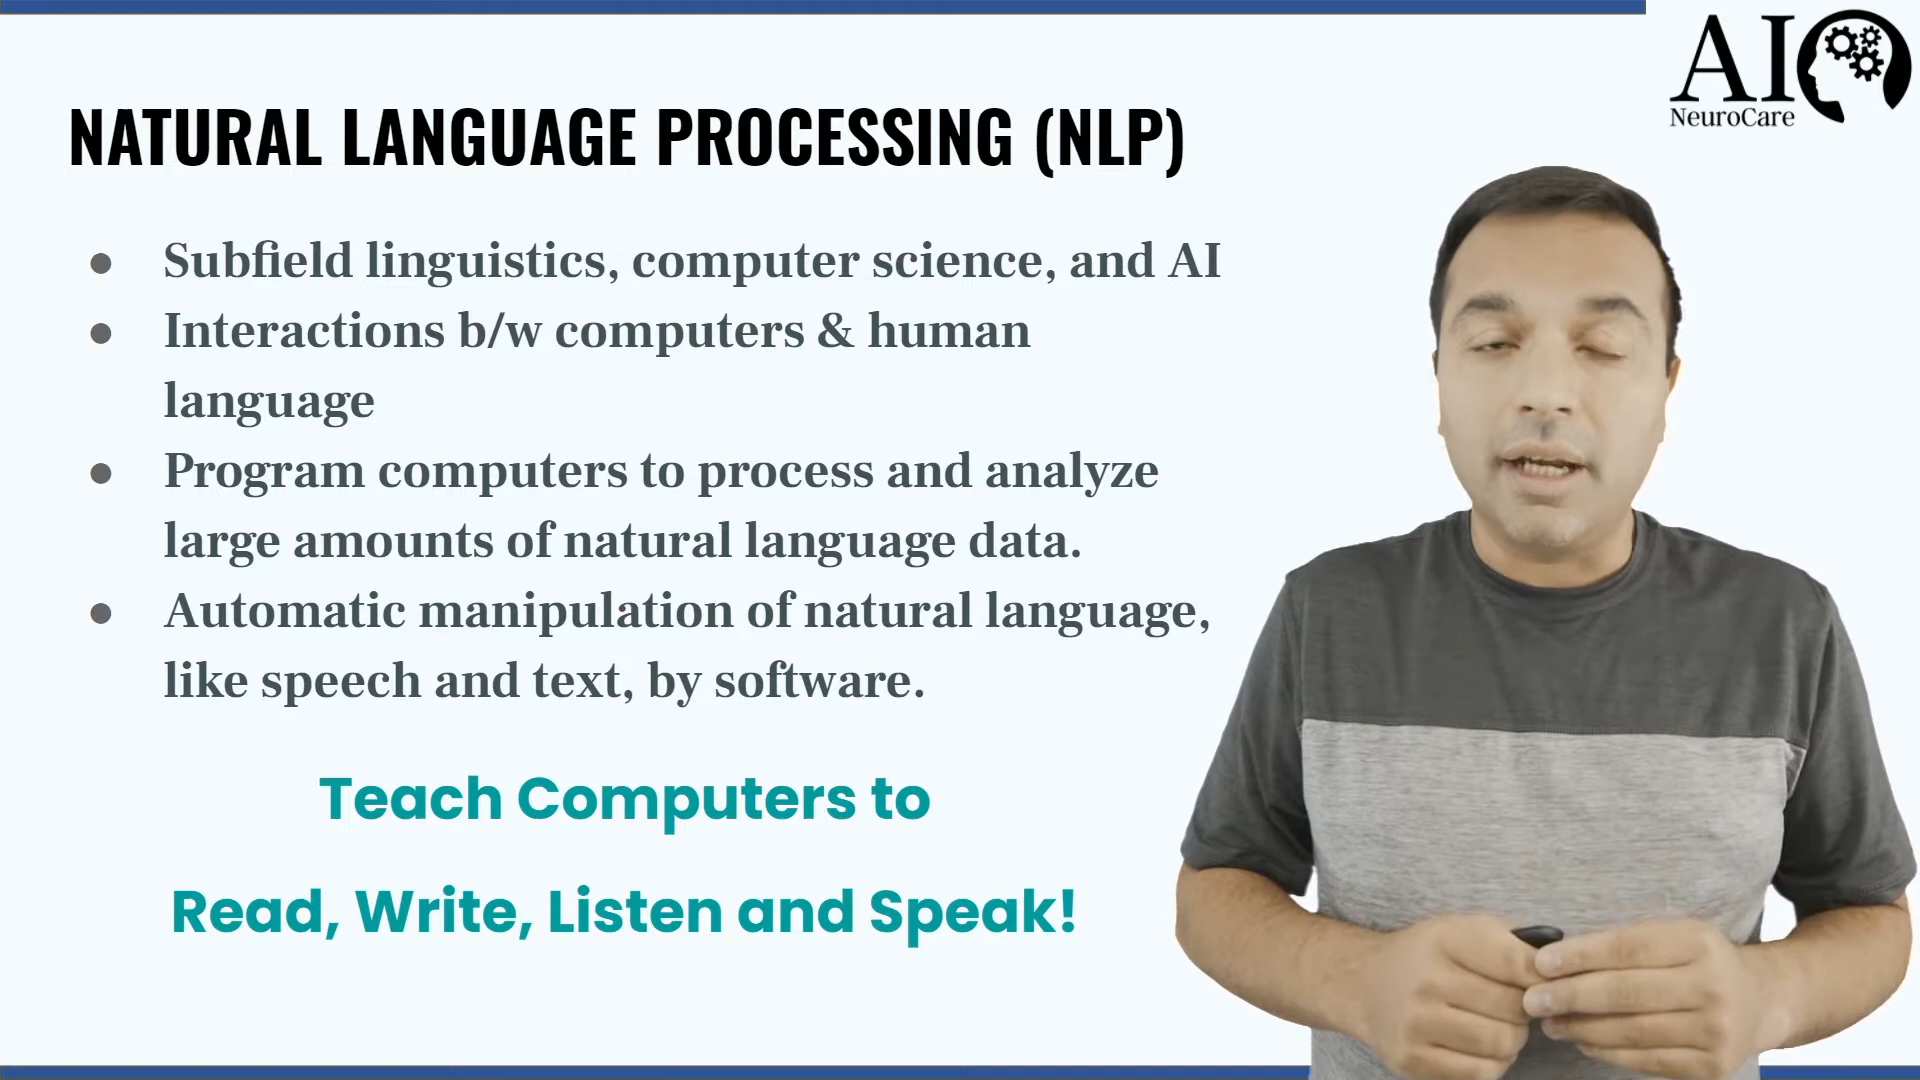 AI
NeuroCare
NATURAL LANGUAGE PROCESSING (NLP)
● Subfield linguistics, computer science, and AI
● Interactions b/w computers & human
language
● Program computers to process and analyze
large amounts of natural language data.
● Automatic manipulation of natural language,
like speech and text, by software.
Teach Computers to
Read, Write, Listen and Speak!